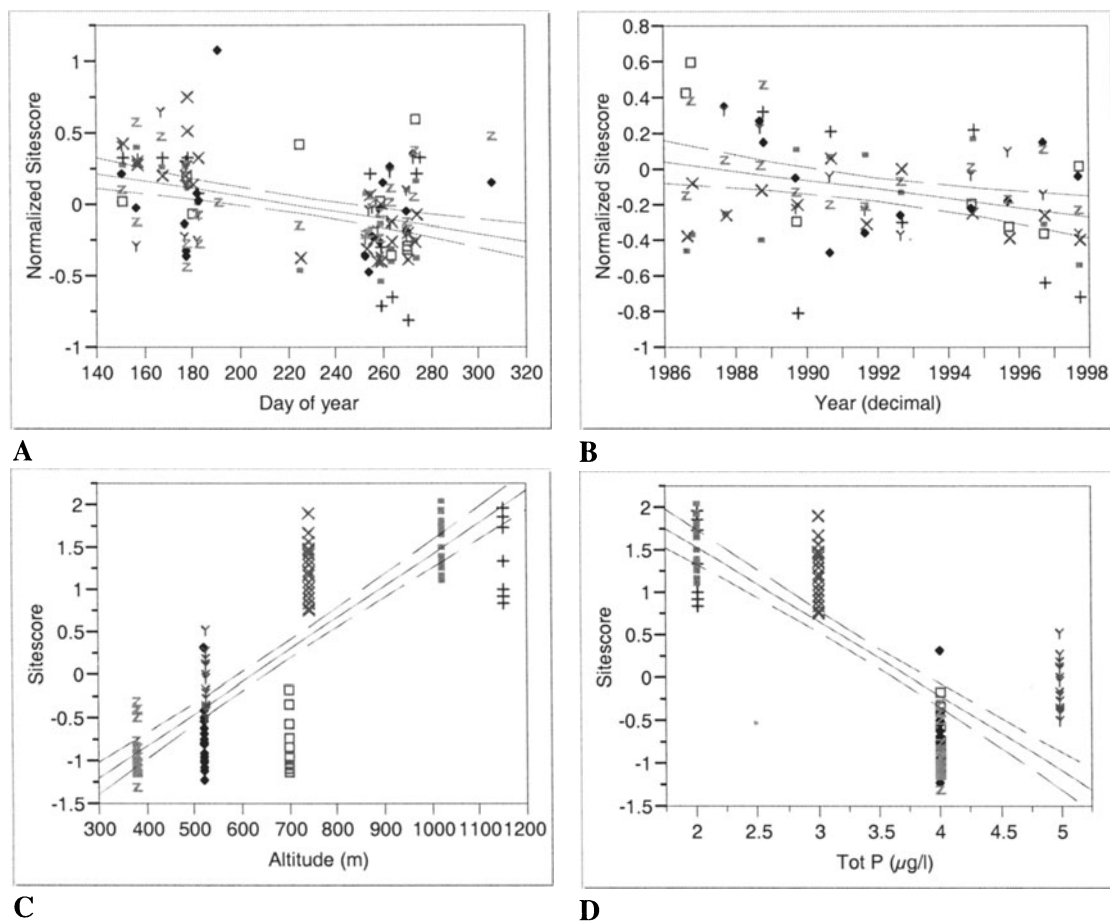 Normalized Sitescore
1
0.5
0
-0.5
-1
140 160 180 200 220 240 260 280 300 320
Day of year
A
Normalized Sitescore
0.8
0.6
0.4
0.2
0
-0.2
-0.4
-0.6
-0.8
-1
1986 1988 1990 1992 1994 1996 1998
Year (decimal)
B
Sitescore
2
1.5
1
0.5
0
-0.5
-1
-1.5
300 400 500 600 700 800 900 1000 1100 1200
Altitude (m)
C
Sitescore
2
1.5
1
0.5
0
-0.5
-1
-1.5
2 2.5 3 3.5 4 4.5 5
Tot P (µg/l)
D